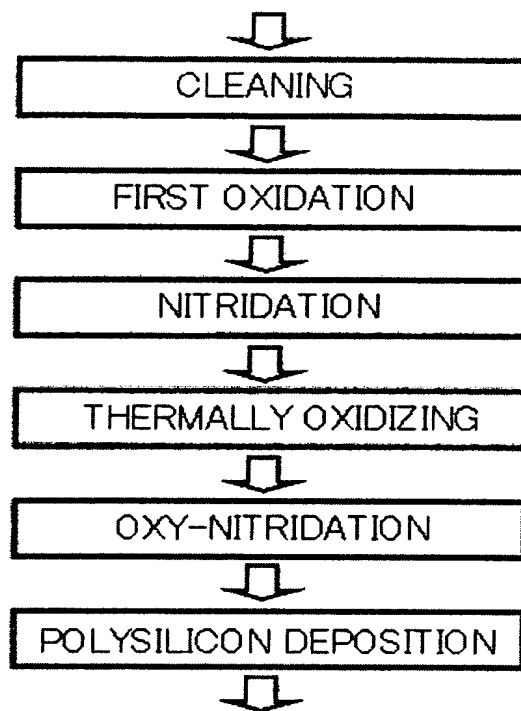 CLEANING
FIRST OXIDATION
NITRIDATION
THERMALLY OXIDIZING
OXY-NITRIDATION
POLYSILICON DEPOSITION